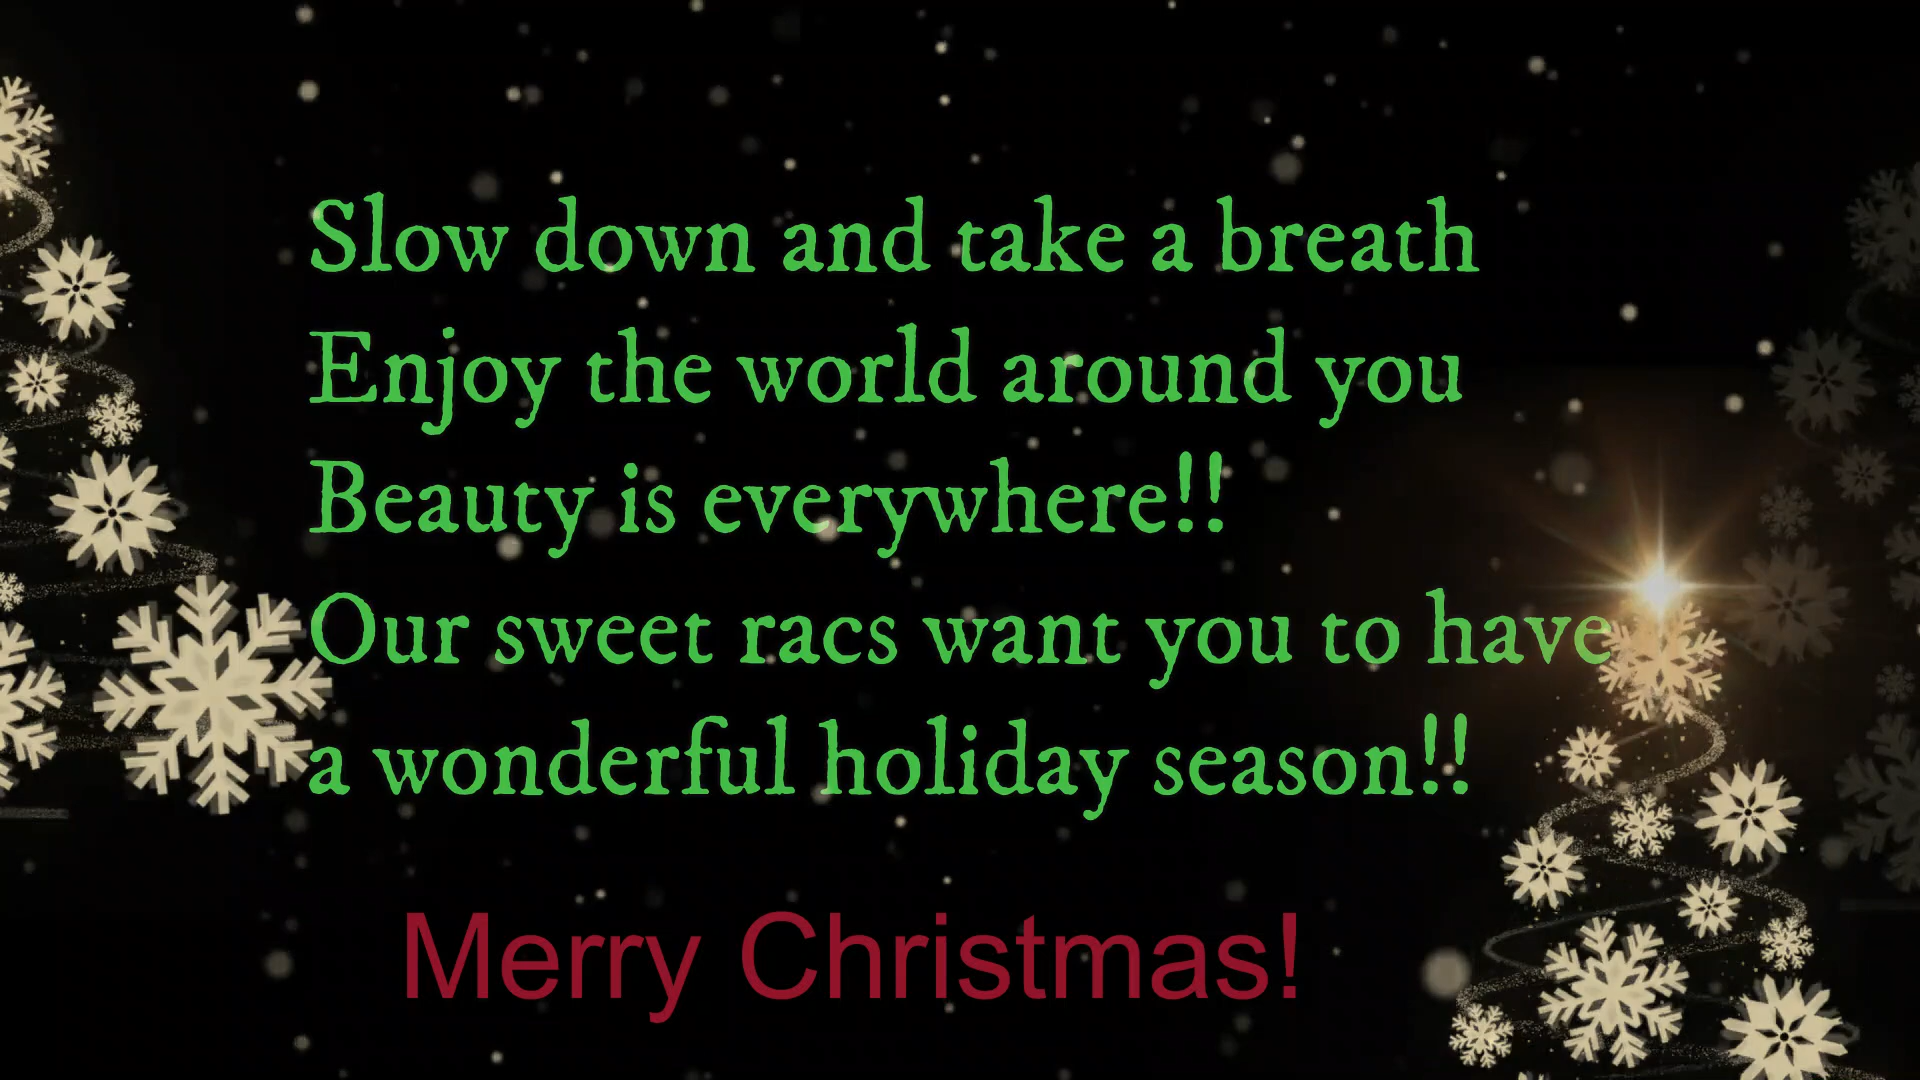 Slow down and take a breath
Enjoy the world around you
Beauty is everywhere!!
Our sweet racs want you to have
a wonderful holiday season!!
Merry Christmas!